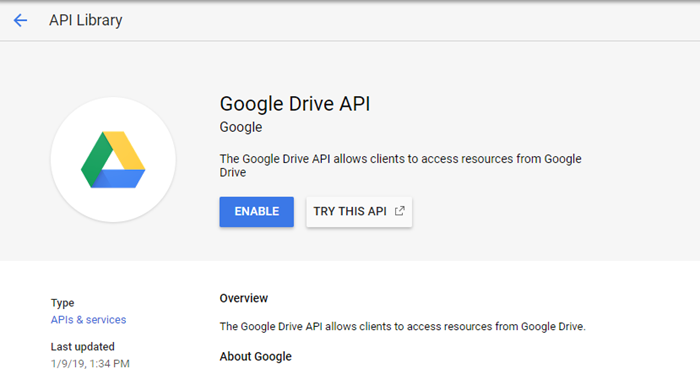 API Library
Google Drive API
Google
The Google Drive API allows clients to access resources from Google
Drive
ENABLE
TRY THIS API
Type
APIs & services
Last updated
1/9/19, 1:34 PM
Overview
The Google Drive API allows clients to access resources from Google Drive.
About Google